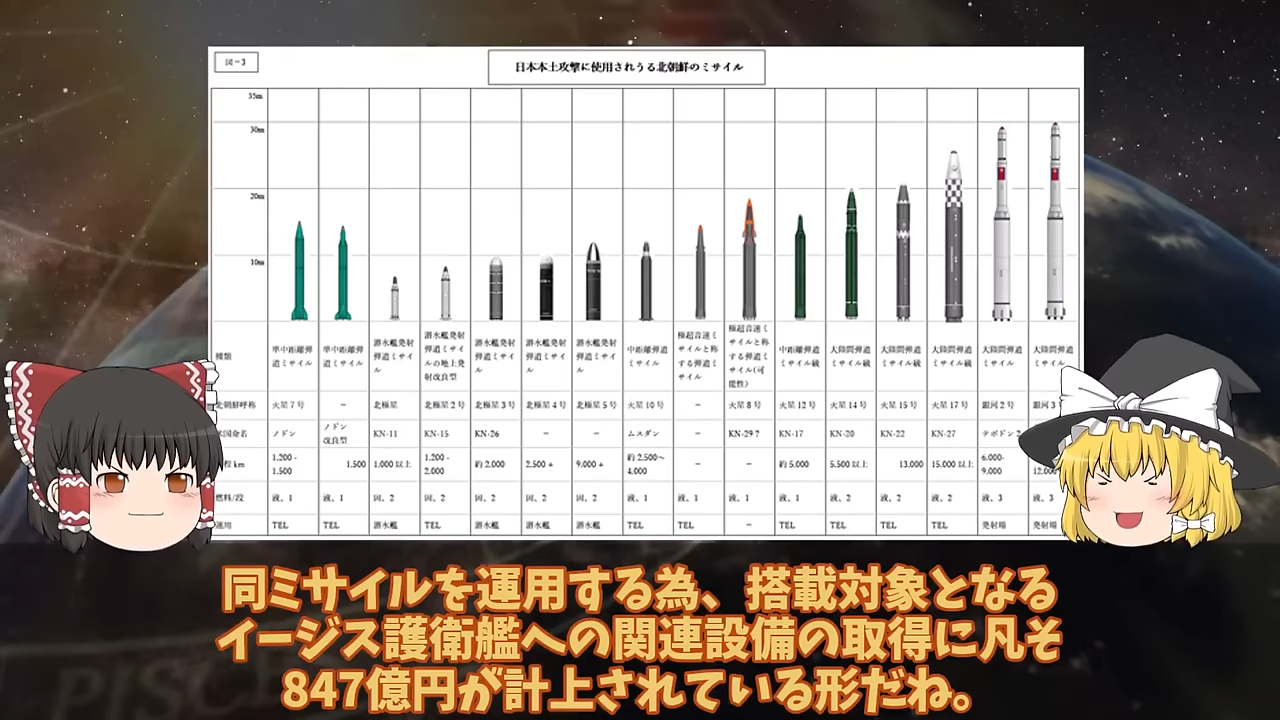 図-3
日本本土攻撃に使用されうる北朝鮮のミサイル
35m
30m
20m
10m
種類
準中距離弾道ミサイル
準中距離弾道ミサイル
潜水艦発射弾道ミサイル
潜水艦発射弾道ミサイルの地上発射改良型
潜水艦発射弾道ミサイル
潜水艦発射弾道ミサイル
潜水艦発射弾道ミサイル
中距離弾道ミサイル
極超音速ミサイルと称する弾道ミサイル
極超音速ミサイルと称する弾道ミサイル(可能性)
中距離弾道ミサイル級
大陸間弾道ミサイル級
大陸間弾道ミサイル級
大陸間弾道ミサイル級
大陸間弾道ミサイル
大陸間弾道ミサイル
北朝鮮呼称 火星7号 − 北極星 北極星2号 北極星3号 北極星4号 北極星5号 火星10号 − 火星8号 火星12号 火星14号 火星15号 火星17号 銀河2号 銀河3
国命名 ノドン ノドン改良型 KN-11 KN-15 KN-26 − − ムスダン − KN-29? KN-17 KN-20 KN-22 KN-27 テポドン2
程km 1,200-1,500 1,500 1,000以上 1,200-2,000 約2,000 2,500+ 9,000+ 約2,500~4,000 − − 約5,000 5,500以上 13,000 15,000以上 6,000-9,000 12,000
燃料/段 液、1 液、1 固、2 固、2 固、2 固、2 固、2 液、1 液、1 液、1 液、1 液、2 液、2 液、2 液、3 液、3
運用 TEL TEL 潜水艦 TEL 潜水艦 潜水艦 潜水艦 TEL TEL − TEL TEL TEL TEL 発射場 発射場
PISC
同ミサイルを運用する為、搭載対象となる
イージス護衛艦への関連設備の取得に凡そ
847億円が計上されている形だね。